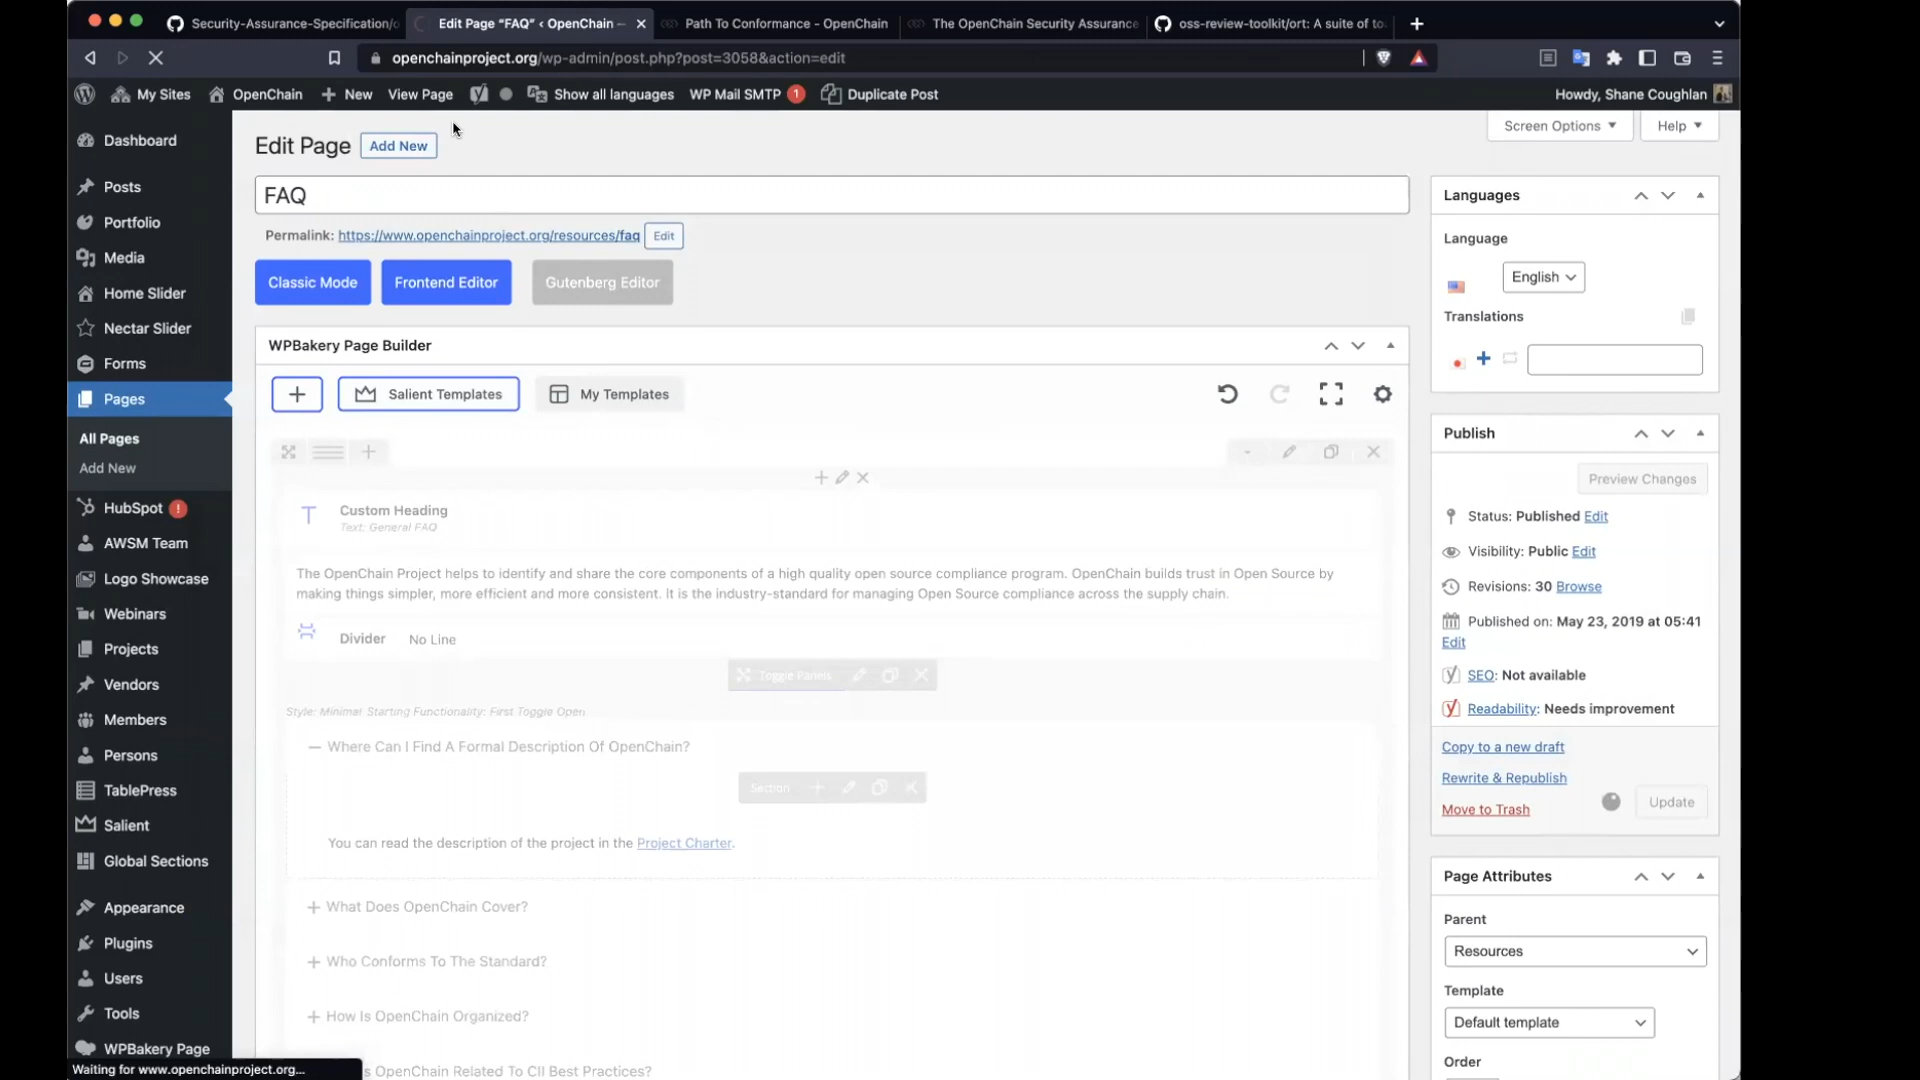 Security-Assurance-Specification/o
Edit Page “FAQ” ‹ OpenChain —
Path To Conformance - OpenChain
The OpenChain Security Assurance
oss-review-toolkit/ort: A suite of to
openchainproject.org/wp-admin/post.php?post=3058&action=edit
My Sites
OpenChain
New
View Page
Show all languages
WP Mail SMTP 1
Duplicate Post
Howdy, Shane Coughlan
Dashboard
Posts
Portfolio
Media
Home Slider
Nectar Slider
Forms
Pages
All Pages
Add New
HubSpot !
AWSM Team
Logo Showcase
Webinars
Projects
Vendors
Members
Persons
TablePress
Salient
Global Sections
Appearance
Plugins
Users
Tools
WPBakery Page
Waiting for www.openchainproject.org...
Screen Options
Help
Edit Page
Add New
FAQ
Permalink: https://www.openchainproject.org/resources/faq Edit
Classic Mode
Frontend Editor
Gutenberg Editor
WPBakery Page Builder
Salient Templates
My Templates
Custom Heading
Text: General FAQ
The OpenChain Project helps to identify and share the core components of a high quality open source compliance program. OpenChain builds trust in Open Source by
making things simpler, more efficient and more consistent. It is the industry-standard for managing Open Source compliance across the supply chain.
Divider No Line
Toggle Panels
Style: Minimal Starting Functionality: First Toggle Open
Where Can I Find A Formal Description Of OpenChain?
Section
You can read the description of the project in the Project Charter.
What Does OpenChain Cover?
Who Conforms To The Standard?
How Is OpenChain Organized?
s OpenChain Related To CII Best Practices?
Languages
Language
English
Translations
Publish
Preview Changes
Status: Published Edit
Visibility: Public Edit
Revisions: 30 Browse
Published on: May 23, 2019 at 05:41
Edit
SEO: Not available
Readability: Needs improvement
Copy to a new draft
Rewrite & Republish
Move to Trash
Update
Page Attributes
Parent
Resources
Template
Default template
Order